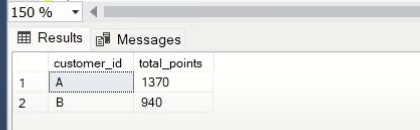 150 %
Results Messages
customer_id total_points
1 A 1370
2 B 940